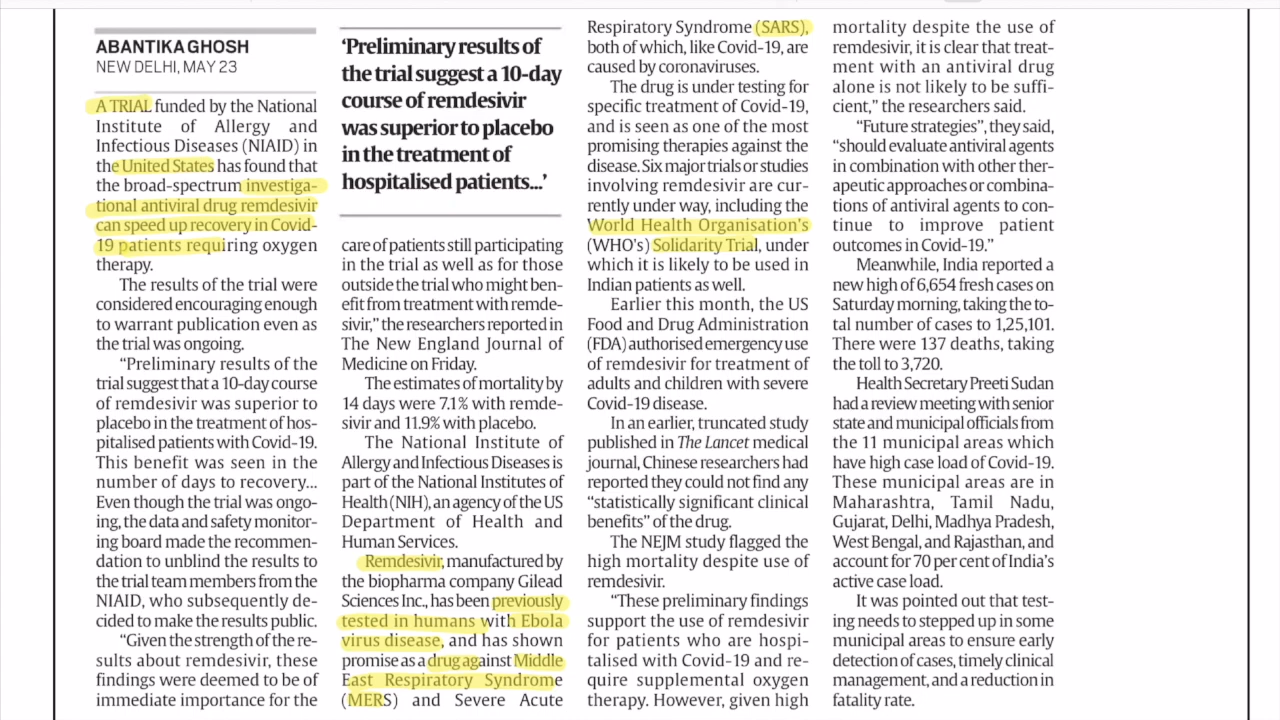 ABANTIKA GHOSH
NEW DELHI, MAY 23
A TRIAL funded by the National
Institute of Allergy and
Infectious Diseases (NIAID) in
the United States has found that
the broad-spectrum investiga-
tional antiviral drug remdesivir
can speed up recovery in Covid-
19 patients requiring oxygen
therapy.
The results of the trial were
considered encouraging enough
to warrant publication even as
the trial was ongoing.
“Preliminary results of the
trial suggest that a 10-day course
of remdesivir was superior to
placebo in the treatment of hos-
pitalised patients with Covid-19.
This benefit was seen in the
number of days to recovery...
Even though the trial was ongo-
ing, the data and safety monitor-
ing board made the recommen-
dation to unblind the results to
the trial team members from the
NIAID, who subsequently de-
cided to make the results public.
“Given the strength of the re-
sults about remdesivir, these
findings were deemed to be of
immediate importance for the
‘Preliminary results of
the trial suggest a 10-day
course of remdesivir
was superior to placebo
in the treatment of
hospitalised patients...’
care of patients still participating
in the trial as well as for those
outside the trial who might ben-
efit from treatment with remde-
sivir,” the researchers reported in
The New England Journal of
Medicine on Friday.
The estimates of mortality by
14 days were 7.1% with remde-
sivir and 11.9% with placebo.
The National Institute of
Allergy and Infectious Diseases is
part of the National Institutes of
Health (NIH), an agency of the US
Department of Health and
Human Services.
Remdesivir, manufactured by
the biopharma company Gilead
Sciences Inc., has been previously
tested in humans with Ebola
virus disease, and has shown
promise as a drug against Middle
East Respiratory Syndrome
(MERS) and Severe Acute
Respiratory Syndrome (SARS),
both of which, like Covid-19, are
caused by coronaviruses.
The drug is under testing for
specific treatment of Covid-19,
and is seen as one of the most
promising therapies against the
disease. Six major trials or studies
involving remdesivir are cur-
rently under way, including the
World Health Organisation’s
(WHO’s) Solidarity Trial, under
which it is likely to be used in
Indian patients as well.
Earlier this month, the US
Food and Drug Administration
(FDA) authorised emergency use
of remdesivir for treatment of
adults and children with severe
Covid-19 disease.
In an earlier, truncated study
published in The Lancet medical
journal, Chinese researchers had
reported they could not find any
“statistically significant clinical
benefits” of the drug.
The NEJM study flagged the
high mortality despite use of
remdesivir.
“These preliminary findings
support the use of remdesivir
for patients who are hospi-
talised with Covid-19 and re-
quire supplemental oxygen
therapy. However, given high
mortality despite the use of
remdesivir, it is clear that treat-
ment with an antiviral drug
alone is not likely to be suffi-
cient,” the researchers said.
“Future strategies”, they said,
“should evaluate antiviral agents
in combination with other ther-
apeutic approaches or combina-
tions of antiviral agents to con-
tinue to improve patient
outcomes in Covid-19.”
Meanwhile, India reported a
new high of 6,654 fresh cases on
Saturday morning, taking the to-
tal number of cases to 1,25,101.
There were 137 deaths, taking
the toll to 3,720.
Health Secretary Preeti Sudan
had a review meeting with senior
state and municipal officials from
the 11 municipal areas which
have high case load of Covid-19.
These municipal areas are in
Maharashtra, Tamil Nadu,
Gujarat, Delhi, Madhya Pradesh,
West Bengal, and Rajasthan, and
account for 70 per cent of India’s
active case load.
It was pointed out that test-
ing needs to stepped up in some
municipal areas to ensure early
detection of cases, timely clinical
management, and a reduction in
fatality rate.